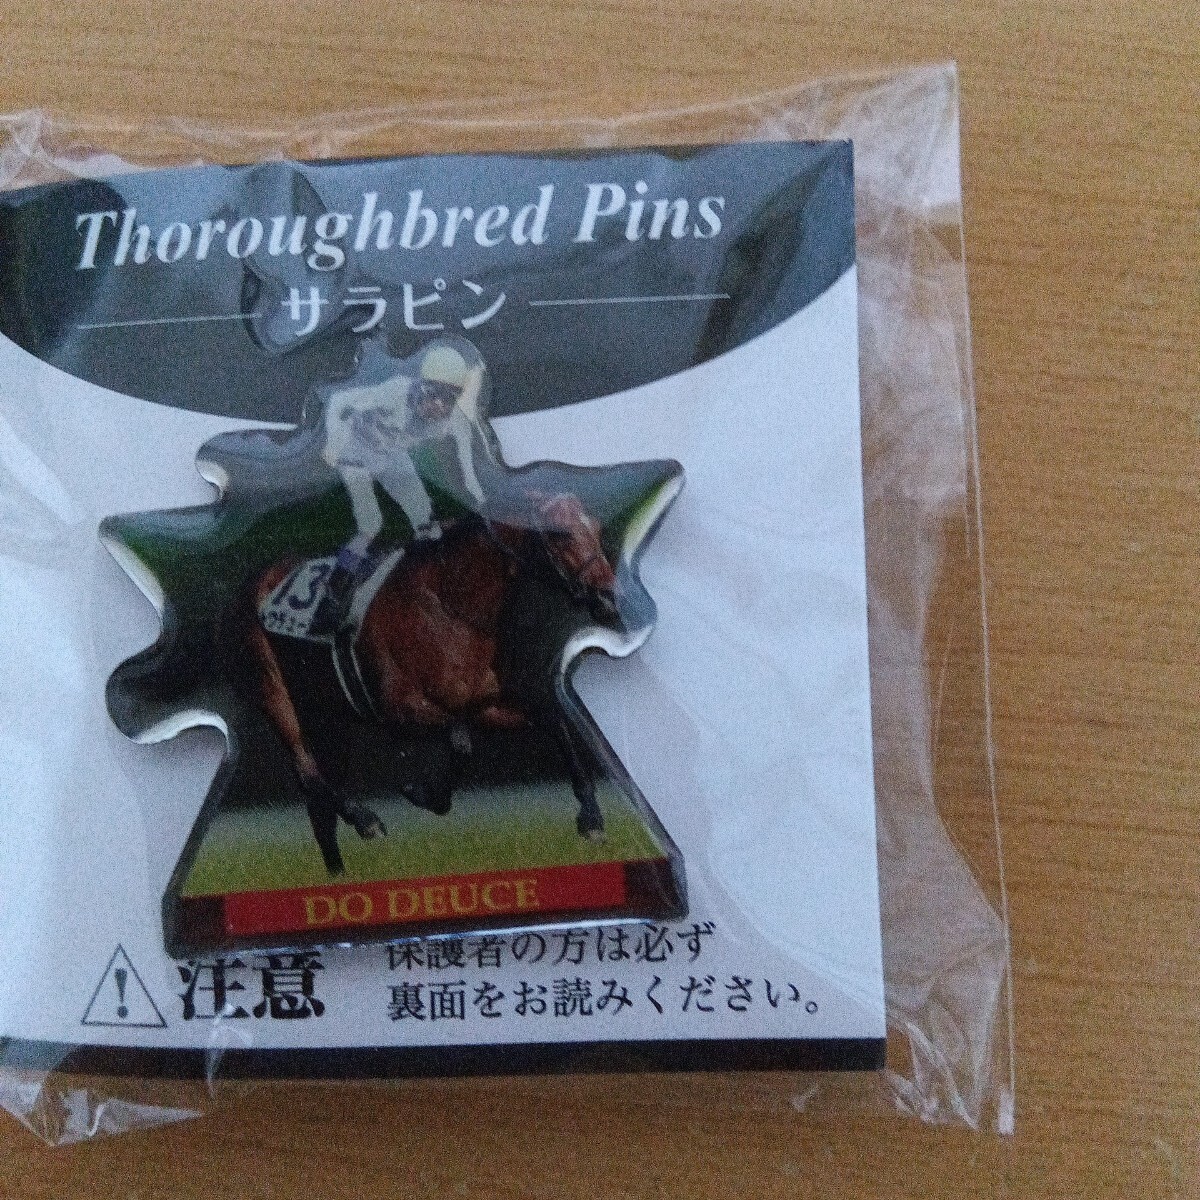 Thoroughbred Pins
サラピン
13
DO DEUCE
注意
保護者の方は必ず
裏面をお読みください。